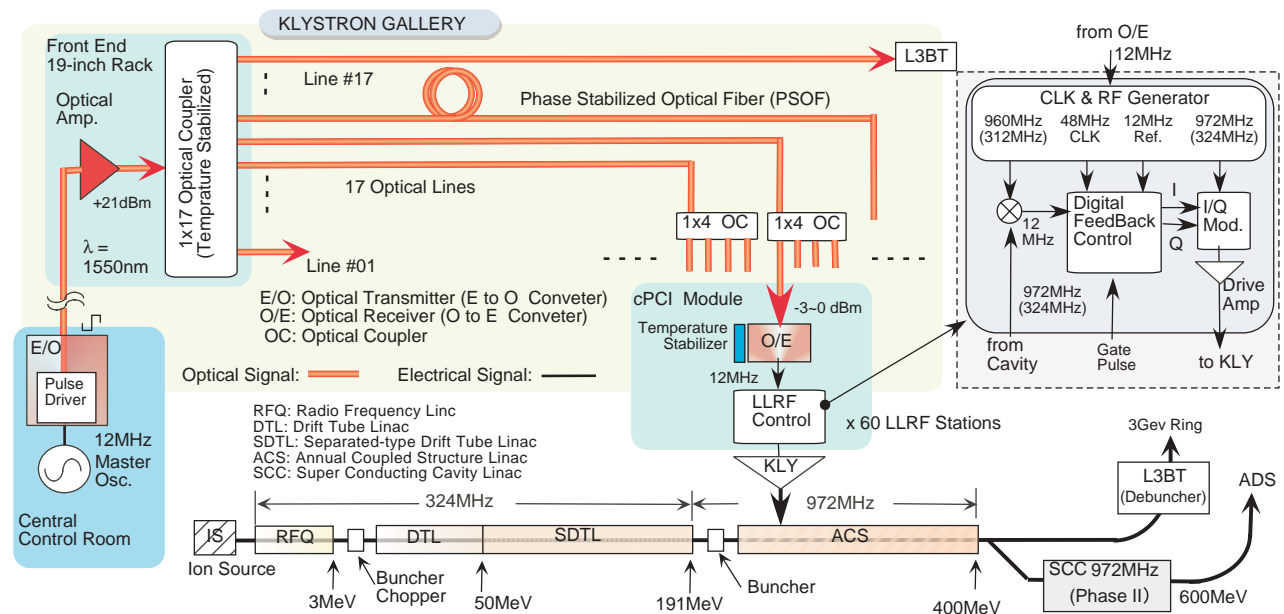 KLYSTRON GALLERY
Front End
19-inch Rack
Optical
Amp.
+21dBm
λ =
1550nm
1x17 Optical Coupler
(Temprature Stabilized)
Line #17
Phase Stabilized Optical Fiber (PSOF)
17 Optical Lines
Line #01
L3BT
1x4 OC
1x4 OC
E/O: Optical Transmitter (E to O Conveter)
O/E: Optical Receiver (O to E Conveter)
OC: Optical Coupler
Optical Signal:
Electrical Signal:
cPCI Module
-3~0 dBm
Temperature
Stabilizer
O/E
12MHz
LLRF
Control
x 60 LLRF Stations
KLY
from O/E
12MHz
CLK & RF Generator
960MHz
(312MHz)
48MHz
CLK
12MHz
Ref.
972MHz
(324MHz)
12
MHz
Digital
FeedBack
Control
I
Q
I/Q
Mod.
Drive
Amp
972MHz
(324MHz)
from
Cavity
Gate
Pulse
to KLY
E/O
Pulse
Driver
12MHz
Master
Osc.
Central
Control Room
RFQ: Radio Frequency Linc
DTL: Drift Tube Linac
SDTL: Separated-type Drift Tube Linac
ACS: Annual Coupled Structure Linac
SCC: Super Conducting Cavity Linac
324MHz
972MHz
IS
Ion Source
RFQ
DTL
SDTL
ACS
3MeV
Buncher
Chopper
50MeV
191MeV
Buncher
400MeV
3Gev Ring
L3BT
(Debuncher)
ADS
SCC 972MHz
(Phase II)
600MeV